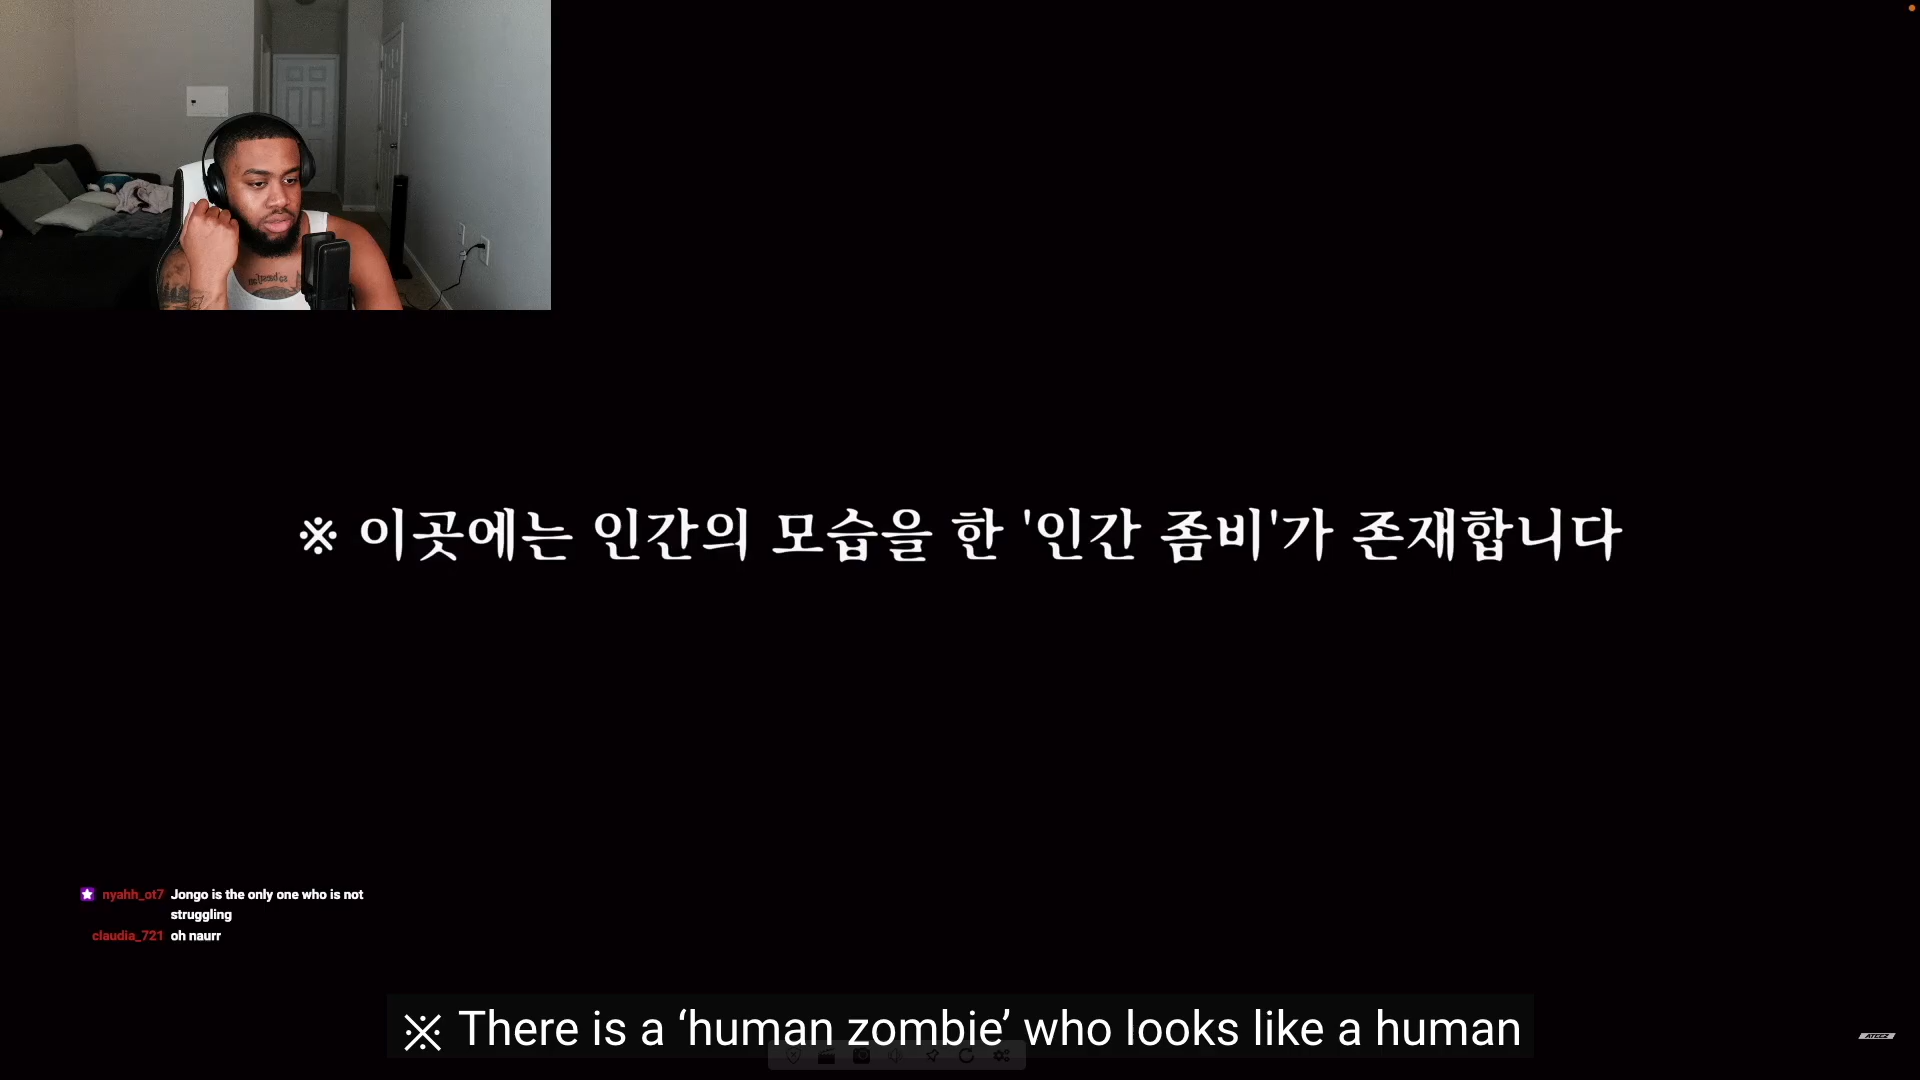 ※ 이곳에는 인간의 모습을 한 '인간 좀비'가 존재합니다
nyahh_ot7 Jongo is the only one who is not
struggling
claudia_721 oh naurr
※ There is a ‘human zombie’ who looks like a human
ATEEZ